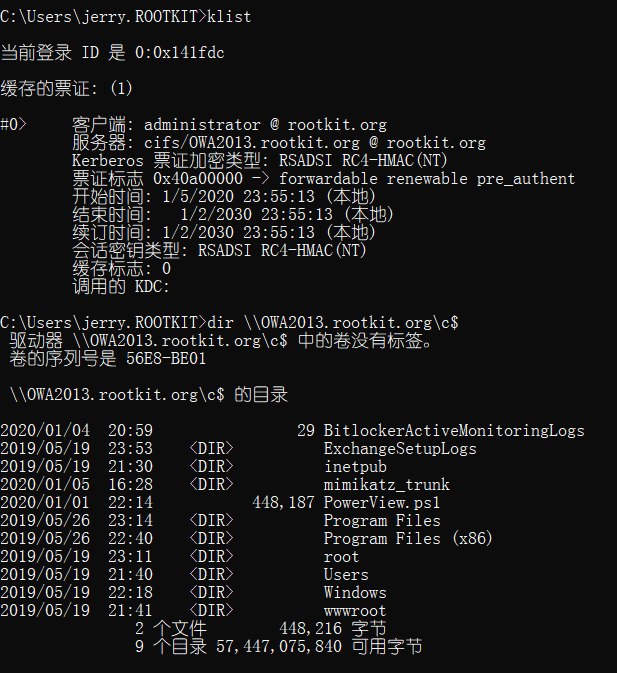 C:\Users\jerry.ROOTKIT>klist
当前登录 ID 是 0:0x141fdc
缓存的票证: (1)
#0>     客户端: administrator @ rootkit.org
        服务器: cifs/OWA2013.rootkit.org @ rootkit.org
        Kerberos 票证加密类型: RSADSI RC4-HMAC(NT)
        票证标志 0x40a00000 -> forwardable renewable pre_authent
        开始时间: 1/5/2020 23:55:13 (本地)
        结束时间:   1/2/2030 23:55:13 (本地)
        续订时间: 1/2/2030 23:55:13 (本地)
        会话密钥类型: RSADSI RC4-HMAC(NT)
        缓存标志: 0
        调用的 KDC:
C:\Users\jerry.ROOTKIT>dir \\OWA2013.rootkit.org\c$
 驱动器 \\OWA2013.rootkit.org\c$ 中的卷没有标签。
 卷的序列号是 56E8-BE01
 \\OWA2013.rootkit.org\c$ 的目录
2020/01/04  20:59                29 BitlockerActiveMonitoringLogs
2019/05/19  23:53    <DIR>          ExchangeSetupLogs
2019/05/19  21:30    <DIR>          inetpub
2020/01/05  16:28    <DIR>          mimikatz_trunk
2020/01/01  22:14           448,187 PowerView.ps1
2019/05/26  23:14    <DIR>          Program Files
2019/05/26  22:40    <DIR>          Program Files (x86)
2019/05/19  23:11    <DIR>          root
2019/05/19  21:40    <DIR>          Users
2019/05/19  22:18    <DIR>          Windows
2019/05/19  21:41    <DIR>          wwwroot
               2 个文件        448,216 字节
               9 个目录 57,447,075,840 可用字节